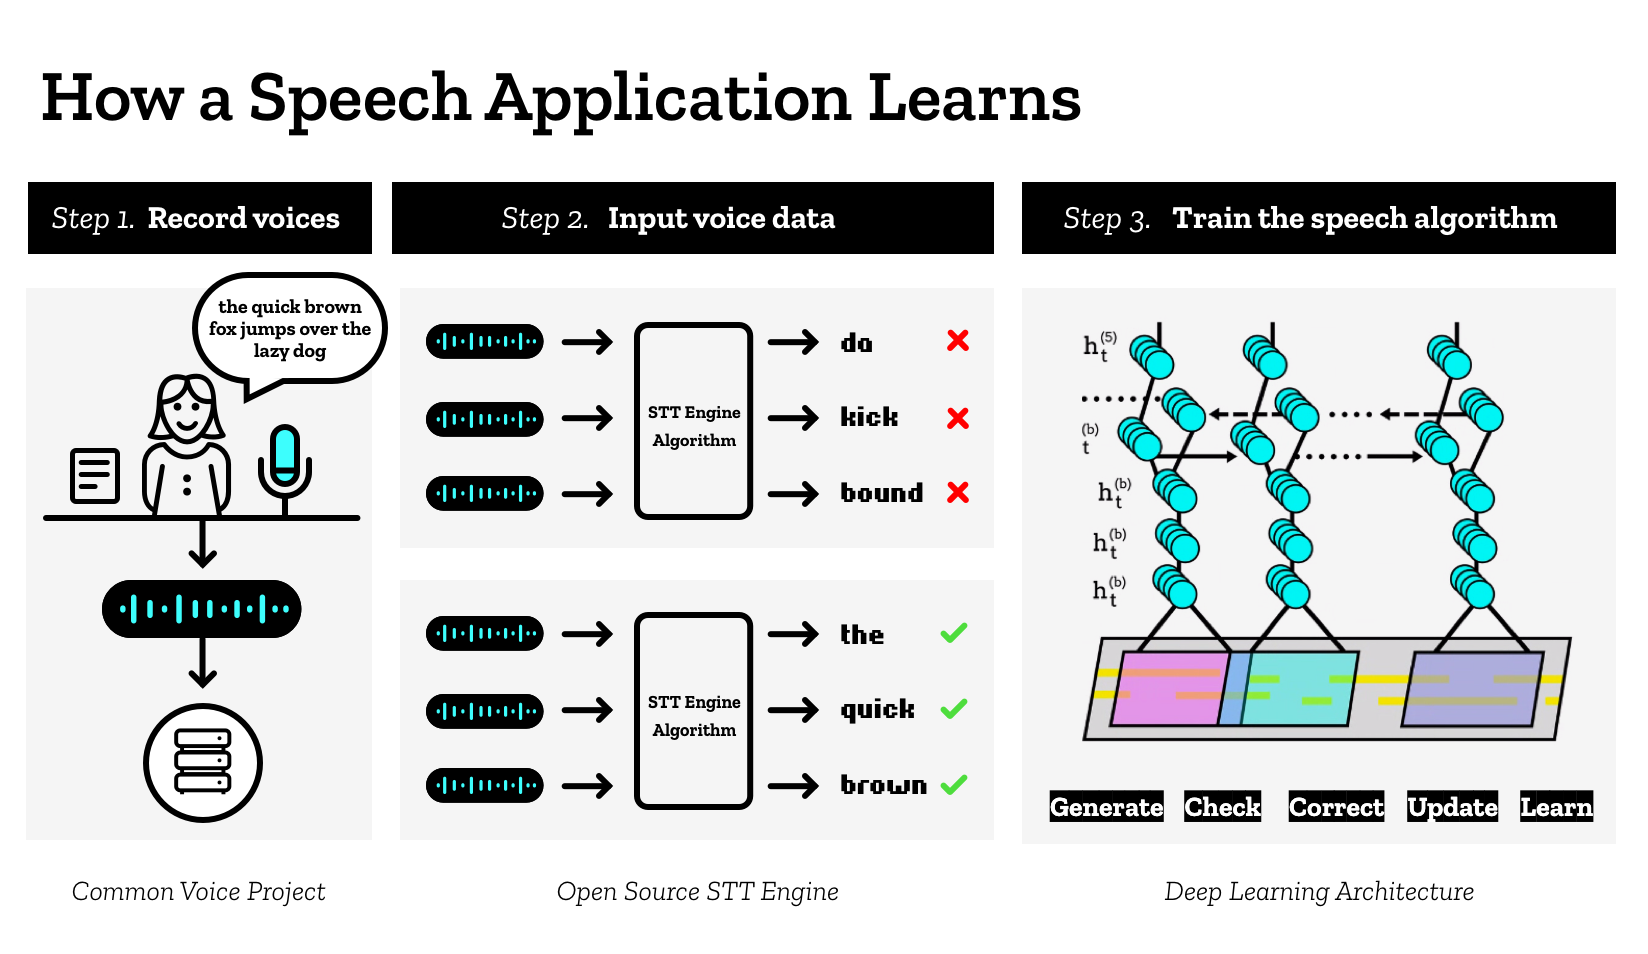 How a Speech Application Learns
Step 1. Record voices
the quick brown
fox jumps over the
lazy dog
Common Voice Project
Step 2. Input voice data
STT Engine
Algorithm
da
kick
bound
STT Engine
Algorithm
the
quick
brown
Open Source STT Engine
Step 3. Train the speech algorithm
h_t^(5)
_t^(b)
h_t^(b)
h_t^(b)
h_t^(b)
Generate Check Correct Update Learn
Deep Learning Architecture